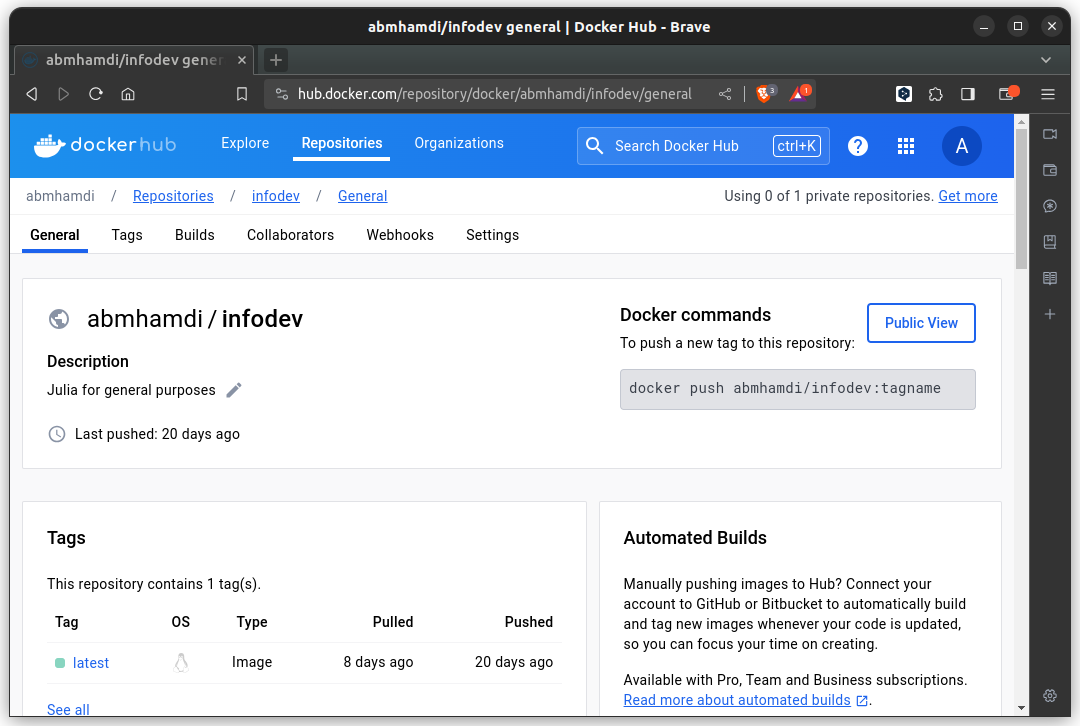 abmhamdi/infodev general | Docker Hub - Brave
abmhamdi/infodev gener
hub.docker.com/repository/docker/abmhamdi/infodev/general
3
1
dockerhub
Explore
Repositories
Organizations
Search Docker Hub
ctrl+K
?
A
abmhamdi / Repositories / infodev / General
Using 0 of 1 private repositories. Get more
General
Tags
Builds
Collaborators
Webhooks
Settings
abmhamdi / infodev
Description
Julia for general purposes
Last pushed: 20 days ago
Docker commands
Public View
To push a new tag to this repository:
docker push abmhamdi/infodev:tagname
Tags
This repository contains 1 tag(s).
Tag OS Type Pulled Pushed
latest Image 8 days ago 20 days ago
See all
Automated Builds
Manually pushing images to Hub? Connect your
account to GitHub or Bitbucket to automatically build
and tag new images whenever your code is updated,
so you can focus your time on creating.
Available with Pro, Team and Business subscriptions.
Read more about automated builds .